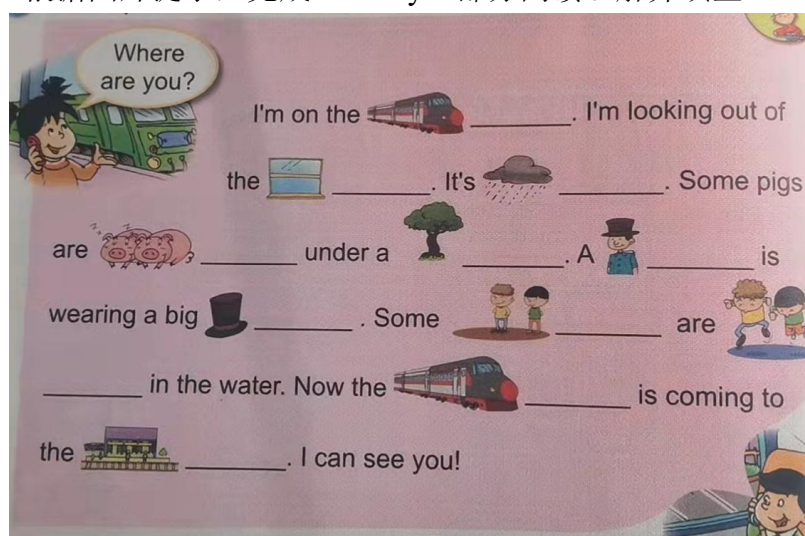 Where
are you?
I'm on the ________. I'm looking out of
the ________. It's ________. Some pigs
are ________ under a ________. A ________ is
wearing a big ________. Some ________ are
________ in the water. Now the ________ is coming to
the ________. I can see you!